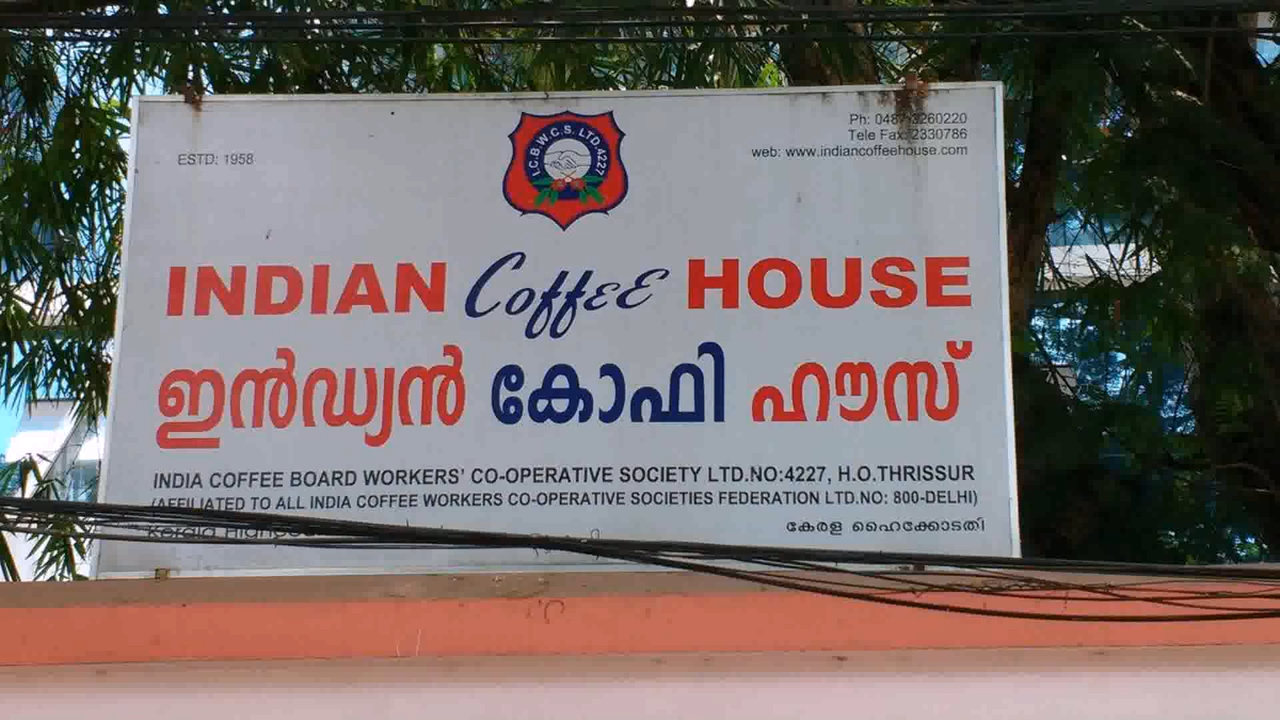 ESTD: 1958
I.C.B.W.C.S. LTD.4227
Ph: 0487-3260220
Tele Fax: 2330786
web: www.indiancoffeehouse.com
INDIAN Coffee HOUSE
ഇൻഡ്യൻ കോഫി ഹൗസ്
INDIA COFFEE BOARD WORKERS' CO-OPERATIVE SOCIETY LTD.NO:4227, H.O.THRISSUR
(AFFILIATED TO ALL INDIA COFFEE WORKERS CO-OPERATIVE SOCIETIES FEDERATION LTD.NO: 800-DELHI)
Kerala കേരള ഹൈക്കോടതി